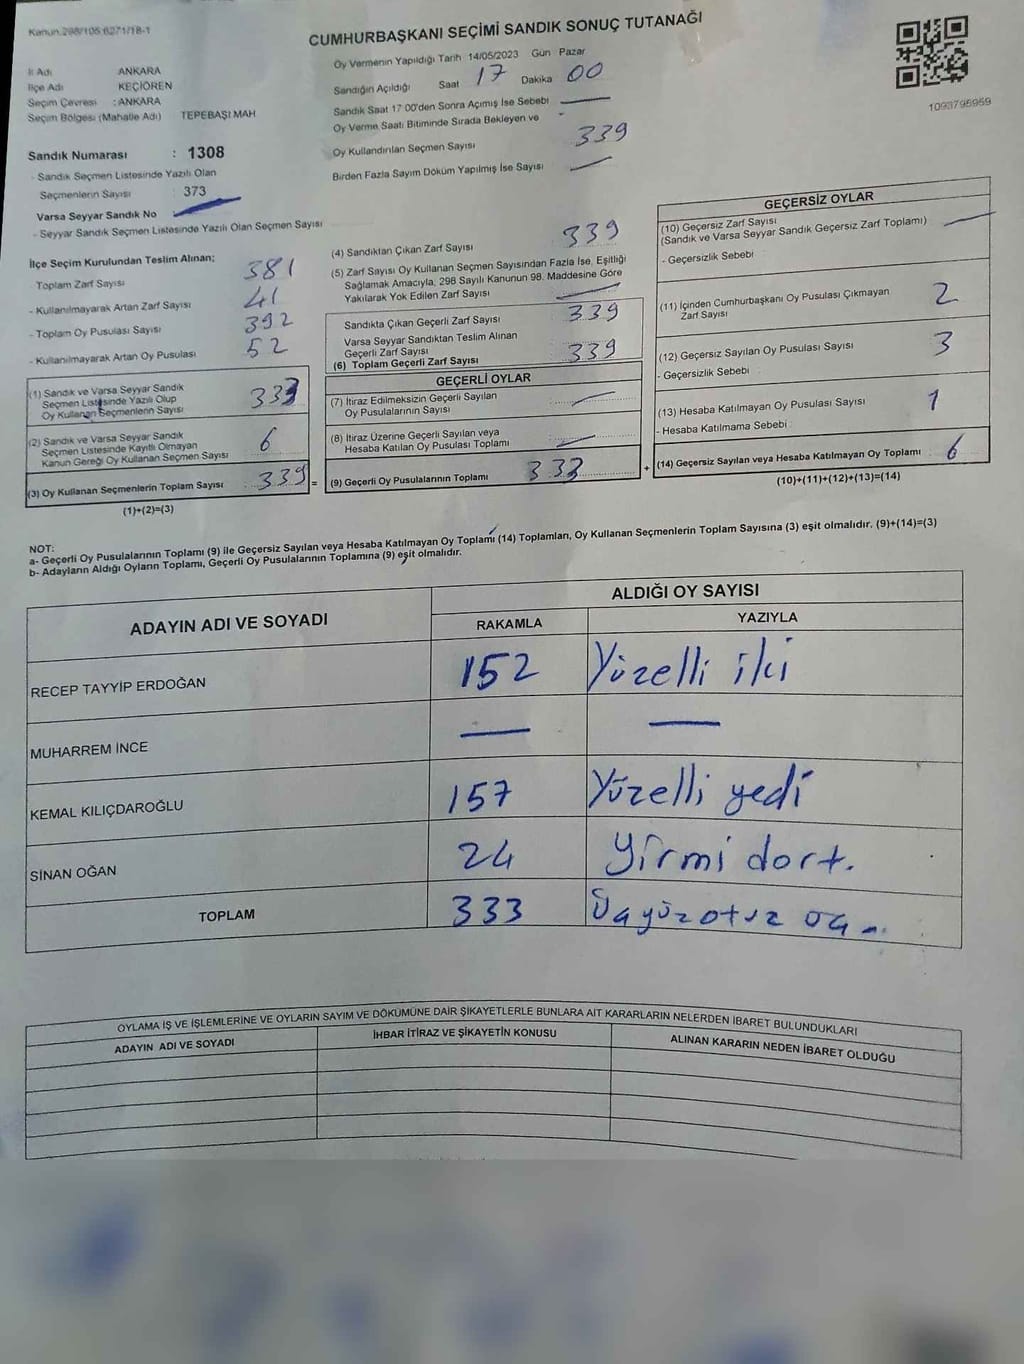 Kanun 298/105 6271/18-1
CUMHURBAŞKANI SEÇİMİ SANDIK SONUÇ TUTANAĞI
1093795959
İl Adı ANKARA
İlçe Adı KEÇİÖREN
Seçim Çevresi : ANKARA
Seçim Bölgesi (Mahalle Adı) TEPEBAŞI MAH
Sandık Numarası : 1308
- Sandık Seçmen Listesinde Yazılı Olan
Seçmenlerin Sayısı : 373
Varsa Seyyar Sandık No
- Seyyar Sandık Seçmen Listesinde Yazılı Olan Seçmen Sayısı
Oy Vermenin Yapıldığı Tarih 14/05/2023 Gün Pazar
Sandığın Açıldığı Saat 17 Dakika 00
Sandık Saat 17 00'den Sonra Açımış İse Sebebi
Oy Verme Saati Bitiminde Sırada Bekleyen ve
Oy Kullandırılan Seçmen Sayısı 339
Birden Fazla Sayım Döküm Yapılmış İse Sayısı
İlçe Seçim Kurulundan Teslim Alınan;
Toplam Zarf Sayısı 381
- Kullanılmayarak Artan Zarf Sayısı 41
- Toplam Oy Pusulası Sayısı 392
- Kullanılmayarak Artan Oy Pusulası 52
(1) Sandık ve Varsa Seyyar Sandık
Seçmen Listesinde Yazılı Olup
Oy Kullanan Seçmenlerin Sayısı 333
(2) Sandık ve Varsa Seyyar Sandık
Seçmen Listesinde Kayıtlı Olmayan
Kanun Gereği Oy Kullanan Seçmen Sayısı 6
(3) Oy Kullanan Seçmenlerin Toplam Sayısı 339 =
(1)+(2)=(3)
(4) Sandıktan Çıkan Zarf Sayısı 339
(5) Zarf Sayısı Oy Kullanan Seçmen Sayısından Fazla İse, Eşitliği
Sağlamak Amacıyla, 298 Sayılı Kanunun 98. Maddesine Göre
Yakılarak Yok Edilen Zarf Sayısı
Sandıkta Çıkan Geçerli Zarf Sayısı 339
Varsa Seyyar Sandıktan Teslim Alınan
Geçerli Zarf Sayısı
(6) Toplam Geçerli Zarf Sayısı 339
GEÇERLİ OYLAR
(7) İtiraz Edilmeksizin Geçerli Sayılan
Oy Pusulalarının Sayısı
(8) İtiraz Üzerine Geçerli Sayılan veya
Hesaba Katılan Oy Pusulası Toplamı
(9) Geçerli Oy Pusulalarının Toplamı 333 +
GEÇERSİZ OYLAR
(10) Geçersiz Zarf Sayısı
(Sandık ve Varsa Seyyar Sandık Geçersiz Zarf Toplamı)
- Geçersizlik Sebebi
(11) İçinden Cumhurbaşkanı Oy Pusulası Çıkmayan
Zarf Sayısı 2
(12) Geçersiz Sayılan Oy Pusulası Sayısı 3
- Geçersizlik Sebebi
(13) Hesaba Katılmayan Oy Pusulası Sayısı 1
- Hesaba Katılmama Sebebi
(14) Geçersiz Sayılan veya Hesaba Katılmayan Oy Toplamı 6
(10)+(11)+(12)+(13)=(14)
NOT:
a- Geçerli Oy Pusulalarının Toplamı (9) ile Geçersiz Sayılan veya Hesaba Katılmayan Oy Toplamı (14) Toplamları, Oy Kullanan Seçmenlerin Toplam Sayısına (3) eşit olmalıdır. (9)+(14)=(3)
b- Adayların Aldığı Oyların Toplamı, Geçerli Oy Pusulalarının Toplamına (9) eşit olmalıdır.
ADAYIN ADI VE SOYADI
ALDIĞI OY SAYISI
RAKAMLA YAZIYLA
RECEP TAYYİP ERDOĞAN 152 Yüzelli iki
MUHARREM İNCE
KEMAL KILIÇDAROĞLU 157 Yüzelli yedi
SİNAN OĞAN 24 yirmi dort.
TOPLAM 333
OYLAMA İŞ VE İŞLEMLERİNE VE OYLARIN SAYIM VE DÖKÜMÜNE DAİR ŞİKAYETLERLE BUNLARA AİT KARARLARIN NELERDEN İBARET BULUNDUKLARI
ADAYIN ADI VE SOYADI İHBAR İTİRAZ VE ŞİKAYETİN KONUSU ALINAN KARARIN NEDEN İBARET OLDUĞU